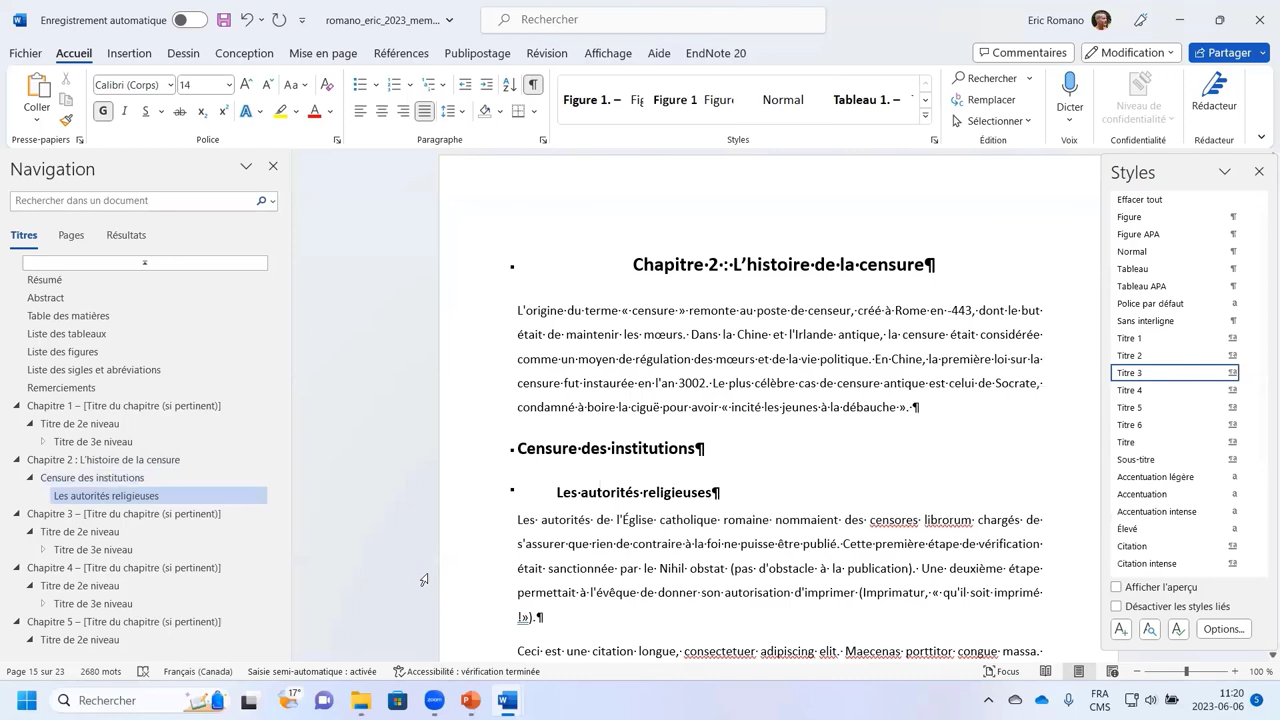 Enregistrement automatique
romano_eric_2023_mem...
Rechercher
Eric Romano
Fichier Accueil Insertion Dessin Conception Mise en page Références Publipostage Révision Affichage Aide EndNote 20
Commentaires Modification Partager
Coller
Calibri (Corps) 14
G I S ab x₂ x² A A
Aa
Figure 1. – Figure 1 Normal Tableau 1. –
Rechercher
Remplacer
Sélectionner
Dicter
Niveau de confidentialité
Rédacteur
Presse-papiers Police Paragraphe Styles Édition Voix Confidentialité Rédacteur
Navigation
Rechercher dans un document
Titres Pages Résultats
Résumé
Abstract
Table des matières
Liste des tableaux
Liste des figures
Liste des sigles et abréviations
Remerciements
Chapitre 1 – [Titre du chapitre (si pertinent)]
Titre de 2e niveau
Titre de 3e niveau
Chapitre 2 : L’histoire de la censure
Censure des institutions
Les autorités religieuses
Chapitre 3 – [Titre du chapitre (si pertinent)]
Titre de 2e niveau
Titre de 3e niveau
Chapitre 4 – [Titre du chapitre (si pertinent)]
Titre de 2e niveau
Titre de 3e niveau
Chapitre 5 – [Titre du chapitre (si pertinent)]
Titre de 2e niveau
Chapitre·2·:·L’histoire·de·la·censure¶
L'origine·du·terme·«·censure·»·remonte·au·poste·de·censeur,·créé·à·Rome·en·-443,·dont·le·but·
était·de·maintenir·les·mœurs.·Dans·la·Chine·et·l'Irlande·antique,·la·censure·était·considérée·
comme·un·moyen·de·régulation·des·mœurs·et·de·la·vie·politique.·En·Chine,·la·première·loi·sur·la·
censure·fut·instaurée·en·l'an·3002.·Le·plus·célèbre·cas·de·censure·antique·est·celui·de·Socrate,·
condamné·à·boire·la·ciguë·pour·avoir·«·incité·les·jeunes·à·la·débauche·».·¶
Censure·des·institutions¶
Les·autorités·religieuses¶
Les·autorités·de·l'Église·catholique·romaine·nommaient·des·censores·librorum·chargés·de·
s'assurer·que·rien·de·contraire·à·la·foi·ne·puisse·être·publié.·Cette·première·étape·de·vérification·
était·sanctionnée·par·le·Nihil·obstat·(pas·d'obstacle·à·la·publication).·Une·deuxième·étape·
permettait·à·l'évêque·de·donner·son·autorisation·d'imprimer·(Imprimatur,·«·qu'il·soit·imprimé·
!»).¶
Ceci·est·une·citation·longue,·consectetuer·adipiscing·elit.·Maecenas·porttitor·congue·massa.·
Styles
Effacer tout
Figure ¶
Figure APA ¶
Normal ¶
Tableau ¶
Tableau APA ¶
Police par défaut a
Sans interligne ¶
Titre 1 ¶a
Titre 2 ¶a
Titre 3 ¶a
Titre 4 ¶a
Titre 5 ¶a
Titre 6 ¶a
Titre ¶a
Sous-titre ¶a
Accentuation légère a
Accentuation a
Accentuation intense a
Élevé a
Citation ¶a
Citation intense ¶a
Afficher l'aperçu
Désactiver les styles liés
Options...
Page 15 sur 23 2680 mots Français (Canada) Saisie semi-automatique : activée Accessibilité : vérification terminée Focus 100 %
Rechercher 17° zoom FRA CMS 11:20 2023-06-06 5